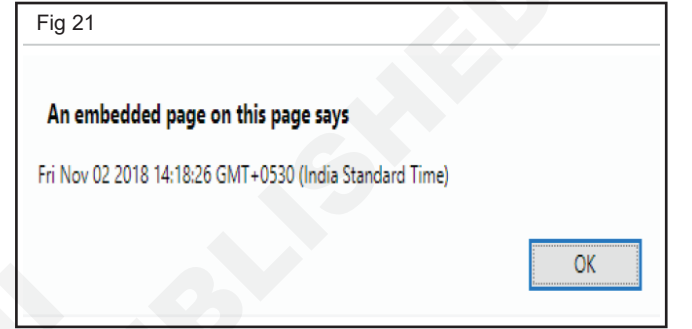 Fig 21
An embedded page on this page says
Fri Nov 02 2018 14:18:26 GMT+0530 (India Standard Time)
OK